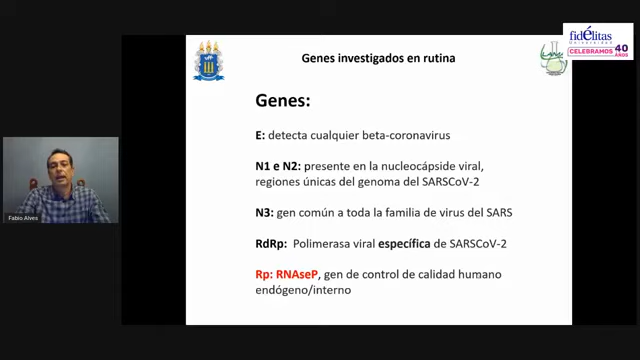 fidélitas
UNIVERSIDAD
CELEBRAMOS 40 AÑOS
Genes investigados en rutina
Genes:
E: detecta cualquier beta-coronavirus
N1 e N2: presente en la nucleocápside viral,
regiones únicas del genoma del SARSCoV-2
N3: gen común a toda la familia de virus del SARS
RdRp: Polimerasa viral específica de SARSCoV-2
Rp: RNAseP, gen de control de calidad humano
endógeno/interno
Fabio Alves